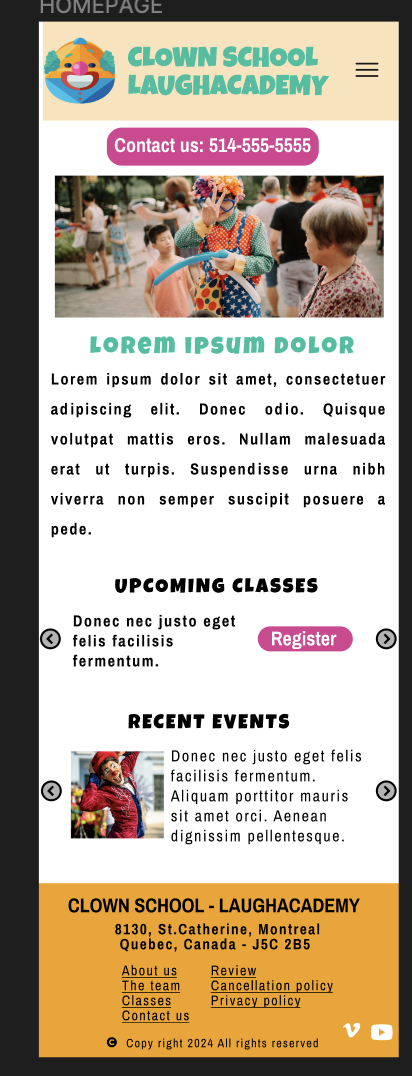 HOMEPAGE
CLOWN SCHOOL
LAUGHACADEMY
Contact us: 514-555-5555
Lorem ipsum dolor
Lorem ipsum dolor sit amet, consectetuer
adipiscing elit. Donec odio. Quisque
volutpat mattis eros. Nullam malesuada
erat ut turpis. Suspendisse urna nibh
viverra non semper suscipit posuere a
pede.
UPCOMING CLASSES
Donec nec justo eget
felis facilisis
fermentum.
Register
RECENT EVENTS
Donec nec justo eget felis
facilisis fermentum.
Aliquam porttitor mauris
sit amet orci. Aenean
dignissim pellentesque.
CLOWN SCHOOL - LAUGHACADEMY
8130, St.Catherine, Montreal
Quebec, Canada - J5C 2B5
About us
The team
Classes
Contact us
Review
Cancellation policy
Privacy policy
Copy right 2024 All rights reserved